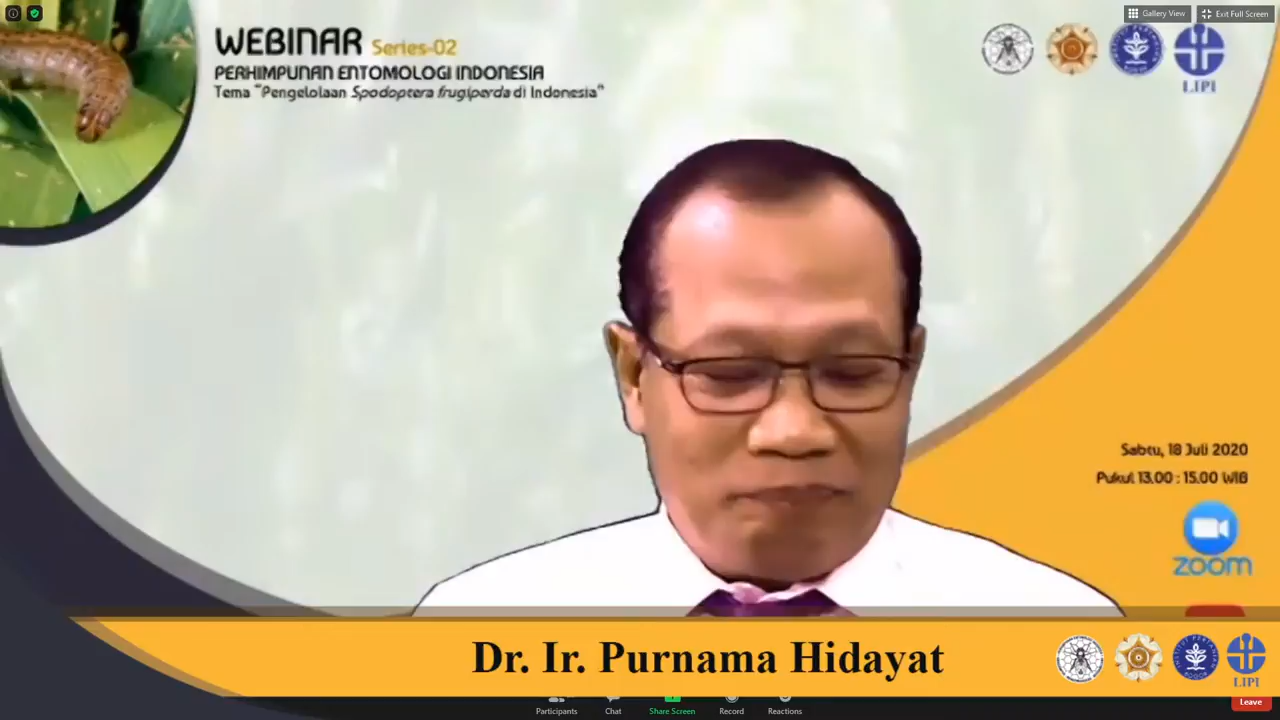 Gallery View
Exit Full Screen
WEBINAR Series-02
PERHIMPUNAN ENTOMOLOGI INDONESIA
Tema "Pengelolaan Spodoptera frugiperda di Indonesia"
LIPI
Sabtu, 18 Juli 2020
Pukul 13.00 : 15.00 WIB
zoom
Dr. Ir. Purnama Hidayat
LIPI
Participants
Chat
Share Screen
Record
Reactions
Leave